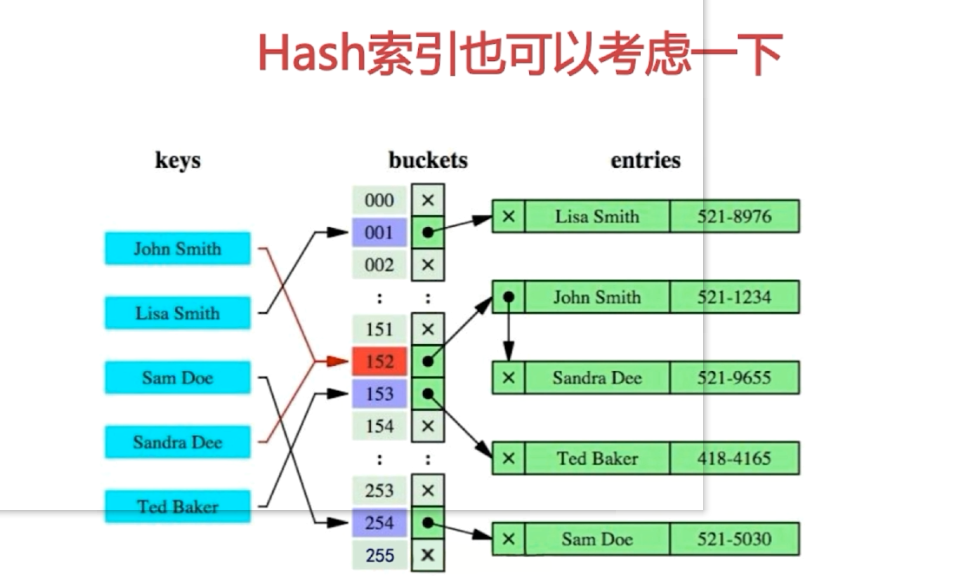 Hash索引也可以考虑一下
keys
buckets
entries
000 ×
001
002 ×
: :
151 ×
152
153
154 ×
: :
253 ×
254
255 ×
John Smith
Lisa Smith
Sam Doe
Sandra Dee
Ted Baker
× Lisa Smith 521-8976
John Smith 521-1234
× Sandra Dee 521-9655
× Ted Baker 418-4165
× Sam Doe 521-5030